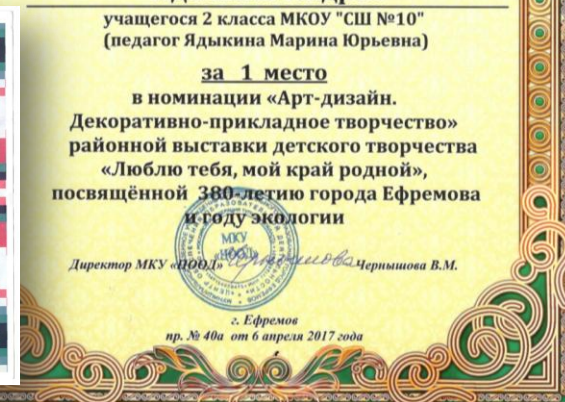 учащегося 2 класса МКОУ "СШ №10"
(педагог Ядыкина Марина Юрьевна)
за 1 место
в номинации «Арт-дизайн.
Декоративно-прикладное творчество»
районной выставки детского творчества
«Люблю тебя, мой край родной»,
посвящённой 380-летию города Ефремова
и году экологии
МКУ
«ЦООД»
Директор МКУ «ЦООД» Чернышова В.М.
г. Ефремов
пр. № 40а от 6 апреля 2017 года